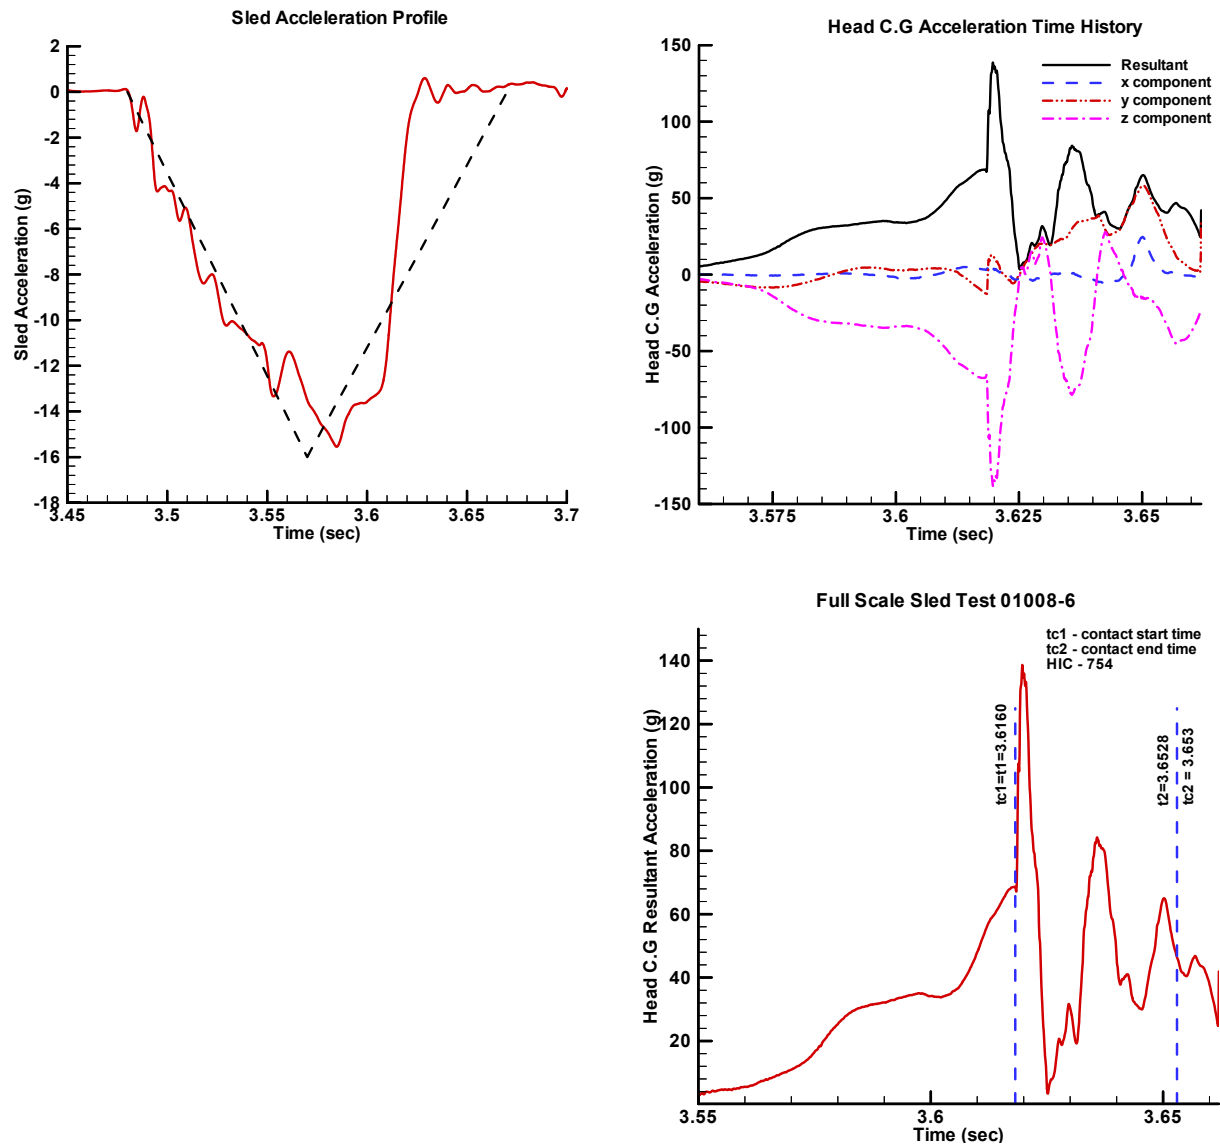 Sled Accleleration Profile
2
0
-2
-4
-6
-8
-10
-12
-14
-16
-18
Sled Acceleration (g)
3.45
3.5
3.55
3.6
3.65
3.7
Time (sec)
Head C.G Acceleration Time History
150
100
50
0
-50
-100
-150
Head C.G Acceleration (g)
Resultant
x component
y component
z component
3.575
3.6
3.625
3.65
Time (sec)
Full Scale Sled Test 01008-6
tc1 - contact start time
tc2 - contact end time
HIC - 754
140
120
100
80
60
40
20
Head C.G Resultant Acceleration (g)
tc1=t1=3.6160
t2=3.6528
tc2 = 3.653
3.55
3.6
3.65
Time (sec)